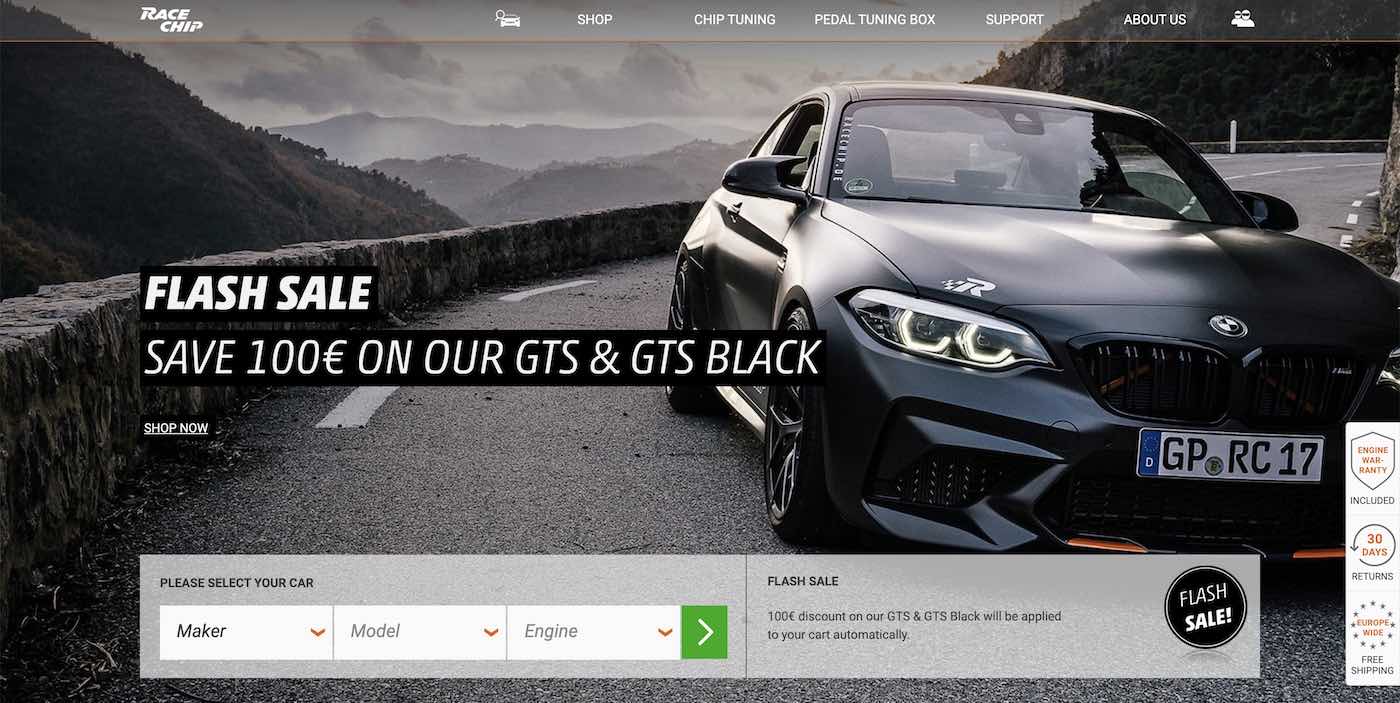 RACE
CHIP
SHOP
CHIP TUNING
PEDAL TUNING BOX
SUPPORT
ABOUT US
RACECHIP.DE
FLASH SALE
SAVE 100€ ON OUR GTS & GTS BLACK
SHOP NOW
D
GP RC 17
ENGINE
WAR-
RANTY
INCLUDED
30
DAYS
RETURNS
EUROPE
WIDE
FREE
SHIPPING
PLEASE SELECT YOUR CAR
Maker
Model
Engine
FLASH SALE
100€ discount on our GTS & GTS Black will be applied
to your cart automatically.
FLASH
SALE!